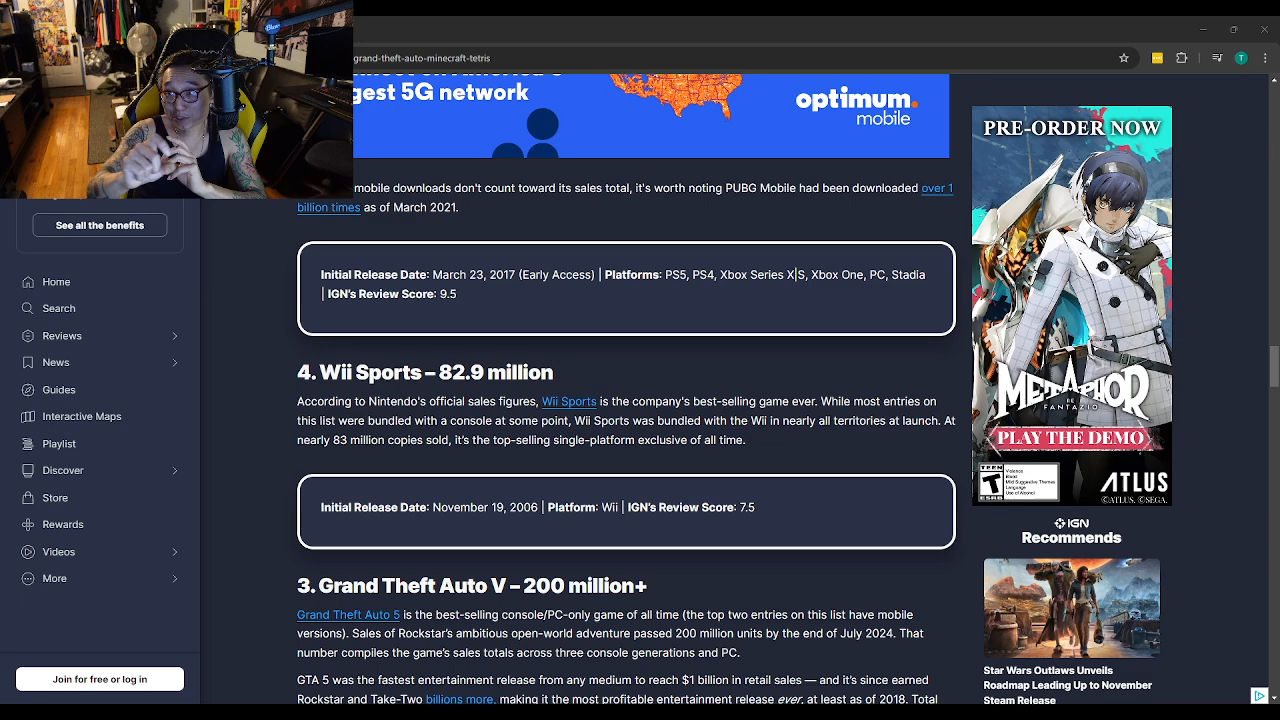 grand-theft-auto-minecraft-tetris
gest 5G network
optimum.
mobile
PRE-ORDER NOW
mobile downloads don't count toward its sales total, it's worth noting PUBG Mobile had been downloaded over 1
billion times as of March 2021.
See all the benefits
Initial Release Date: March 23, 2017 (Early Access) | Platforms: PS5, PS4, Xbox Series X|S, Xbox One, PC, Stadia
| IGN's Review Score: 9.5
Home
Search
Reviews
News
Guides
Interactive Maps
Playlist
Discover
Store
Rewards
Videos
More
Join for free or log in
4. Wii Sports – 82.9 million
According to Nintendo's official sales figures, Wii Sports is the company's best-selling game ever. While most entries on
this list were bundled with a console at some point, Wii Sports was bundled with the Wii in nearly all territories at launch. At
nearly 83 million copies sold, it's the top-selling single-platform exclusive of all time.
Initial Release Date: November 19, 2006 | Platform: Wii | IGN's Review Score: 7.5
3. Grand Theft Auto V – 200 million+
Grand Theft Auto 5 is the best-selling console/PC-only game of all time (the top two entries on this list have mobile
versions). Sales of Rockstar's ambitious open-world adventure passed 200 million units by the end of July 2024. That
number compiles the game's sales totals across three console generations and PC.
GTA 5 was the fastest entertainment release from any medium to reach $1 billion in retail sales — and it's since earned
Rockstar and Take-Two billions more, making it the most profitable entertainment release ever, at least as of 2018. Total
METAPHOR
RE FANTAZIO
PLAY THE DEMO
TEEN
T
ESRB
Violence
Blood
Mild Suggestive Themes
Language
Use of Alcohol
ATLUS
©ATLUS. ©SEGA.
IGN
Recommends
Star Wars Outlaws Unveils
Roadmap Leading Up to November
Steam Release